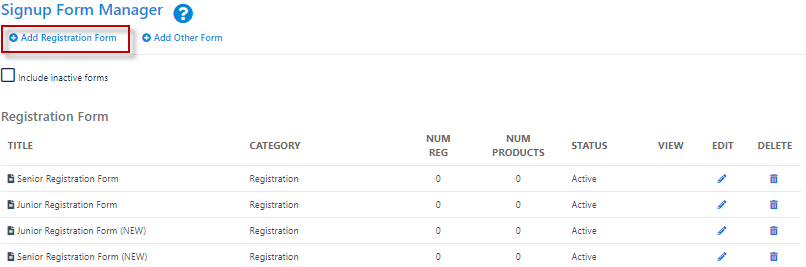 Signup Form Manager ?
Add Registration Form Add Other Form
Include inactive forms
Registration Form
TITLE CATEGORY NUM REG NUM PRODUCTS STATUS VIEW EDIT DELETE
Senior Registration Form Registration 0 0 Active
Junior Registration Form Registration 0 0 Active
Junior Registration Form (NEW) Registration 0 0 Active
Senior Registration Form (NEW) Registration 0 0 Active